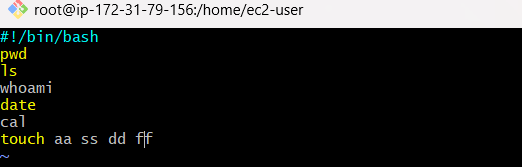 root@ip-172-31-79-156:/home/ec2-user
#!/bin/bash
pwd
ls
whoami
date
cal
touch aa ss dd ff
~